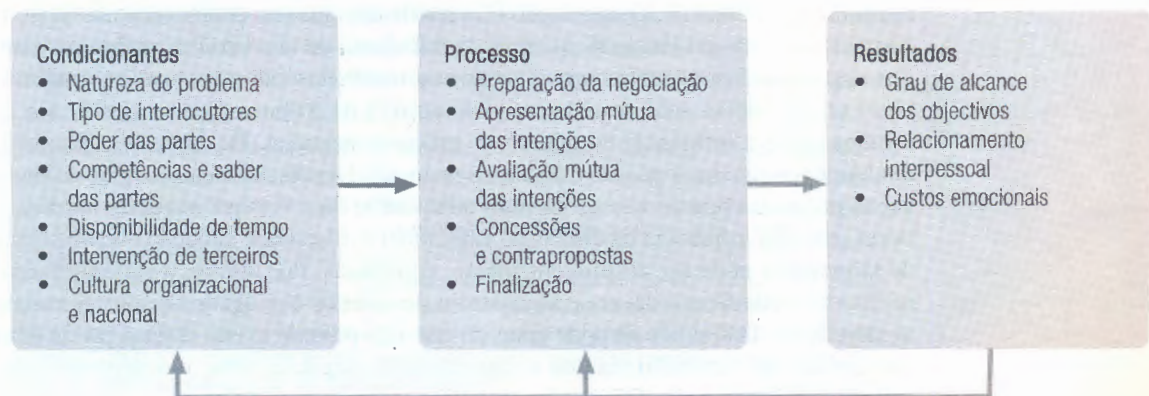 Condicionantes
• Natureza do problema
• Tipo de interlocutores
• Poder das partes
• Competências e saber
das partes
• Disponibilidade de tempo
• Intervenção de terceiros
• Cultura organizacional
e nacional
Processo
• Preparação da negociação
• Apresentação mútua
das intenções
• Avaliação mútua
das intenções
• Concessões
e contrapropostas
• Finalização
Resultados
• Grau de alcance
dos objectivos
• Relacionamento
interpessoal
• Custos emocionais